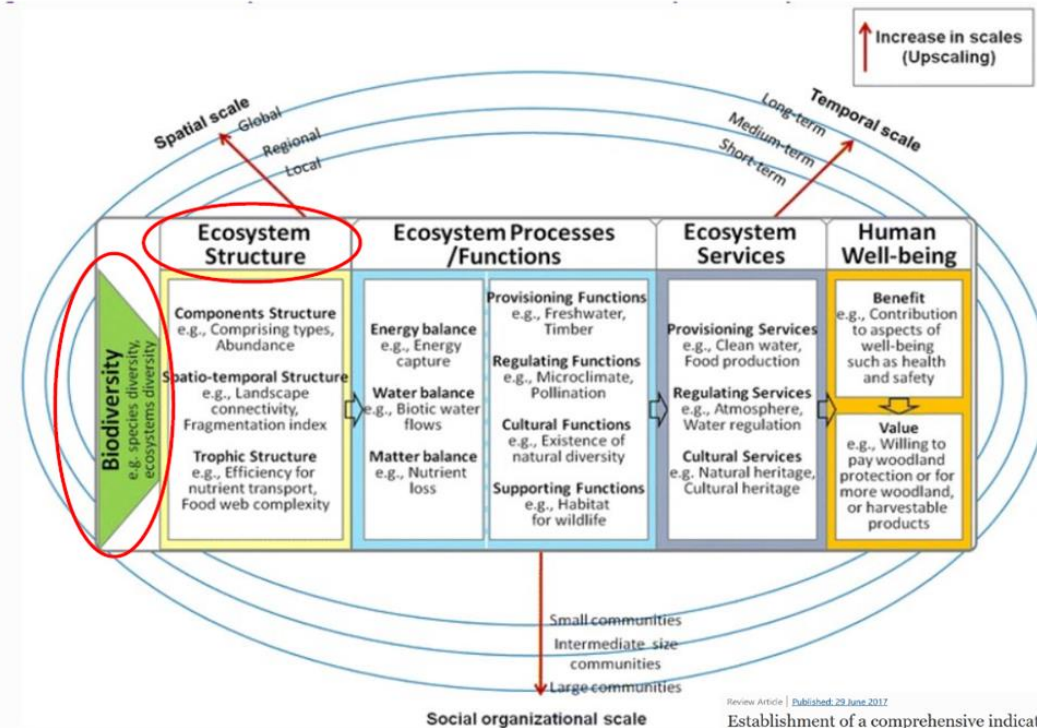 Increase in scales
(Upscaling)
Spatial scale
Global
Regional
Local
Temporal scale
Long-term
Medium-term
Short-term
Biodiversity
e.g. species diversity,
ecosystems diversity
Ecosystem
Structure
Components Structure
e.g., Comprising types,
Abundance
Spatio-temporal Structure
e.g., Landscape
connectivity,
Fragmentation index
Trophic Structure
e.g., Efficiency for
nutrient transport,
Food web complexity
Ecosystem Processes
/Functions
Energy balance
e.g., Energy
capture
Water balance
e.g., Biotic water
flows
Matter balance
e.g., Nutrient
loss
Provisioning Functions
e.g., Freshwater,
Timber
Regulating Functions
e.g., Microclimate,
Pollination
Cultural Functions
e.g., Existence of
natural diversity
Supporting Functions
e.g., Habitat
for wildlife
Ecosystem
Services
Provisioning Services
e.g., Clean water,
Food production
Regulating Services
e.g., Atmosphere,
Water regulation
Cultural Services
e.g. Natural heritage,
Cultural heritage
Human
Well-being
Benefit
e.g., Contribution
to aspects of
well-being
such as health
and safety
Value
e.g., Willing to
pay woodland
protection or for
more woodland,
or harvestable
products
Small communities
Intermediate size
communities
Large communities
Social organizational scale
Review Article | Published: 29 June 2017
Establishment of a comprehensive